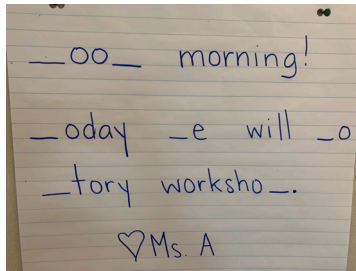 _oo_ morning!
_oday _e will _o
_tory worksho_.
♡Ms. A